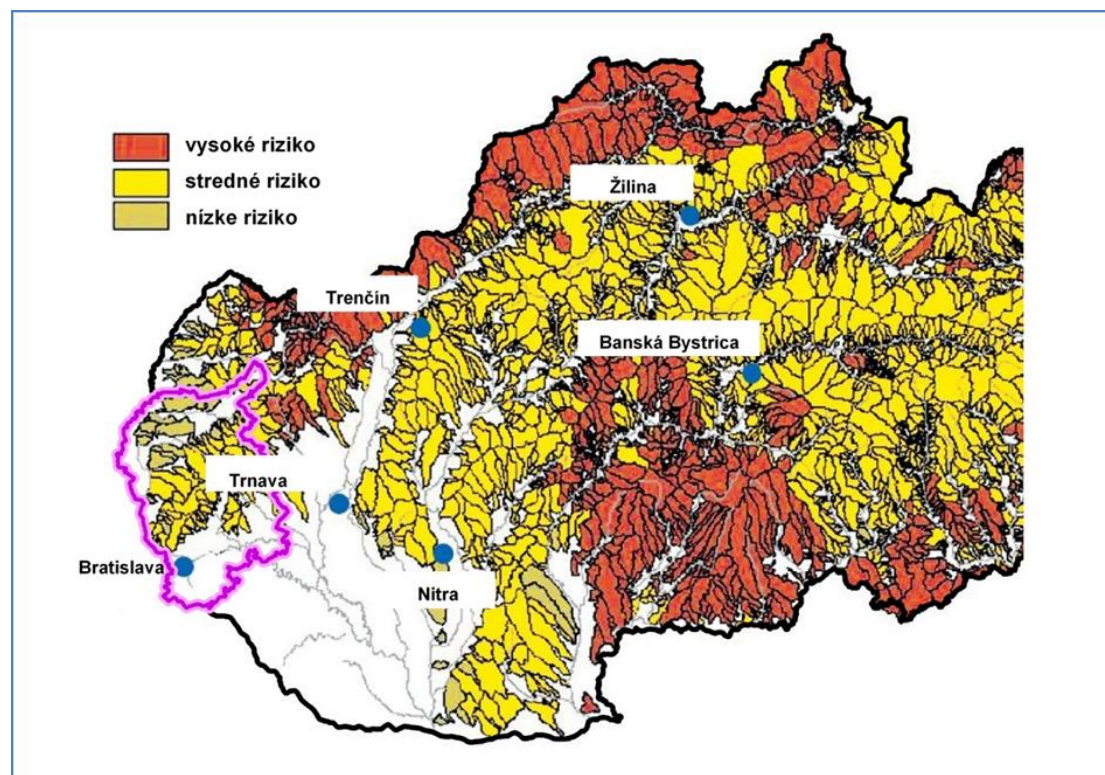 vysoké riziko
stredné riziko
nízke riziko
Žilina
Trenčín
Banská Bystrica
Trnava
Bratislava
Nitra